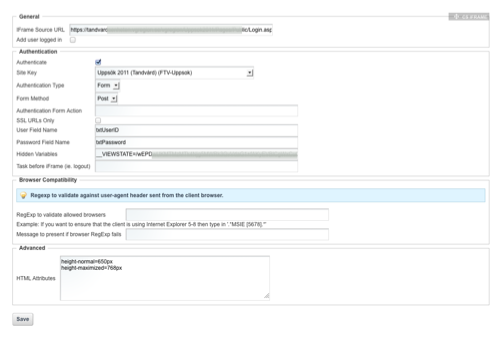 General
IFrame Source URL https://tandvard /ic/Login.asp
Add user logged in
Authentication
Authenticate
Site Key Uppsök 2011 (Tandvård) (FTV-Uppsok)
Authentication Type Form
Form Method Post
Authentication Form Action
SSL URLs Only
User Field Name txtUserID
Password Field Name txtPassword
Hidden Variables __VIEWSTATE=/wEPD
Task before iFrame (ie. logout)
Browser Compatibility
Regexp to validate against user-agent header sent from the client browser.
RegExp to validate allowed browsers
Example: If you want to ensure that the client is using Internet Explorer 5-8 then type in '.*MSIE [5678].*'
Message to present if browser RegExp fails
Advanced
HTML Attributes
height-normal=650px
height-maximized=768px
Save